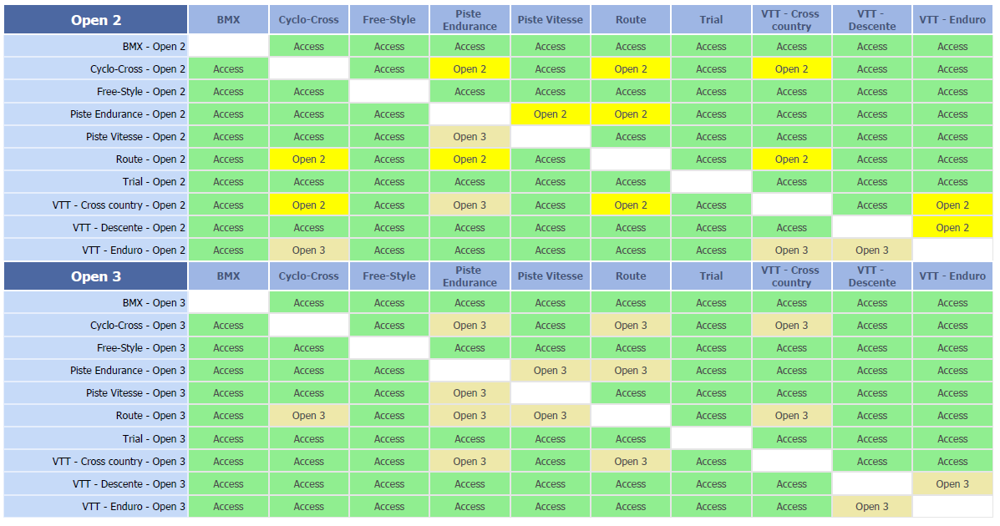 Open 2 BMX Cyclo-Cross Free-Style Piste Endurance Piste Vitesse Route Trial VTT - Cross country VTT - Descente VTT - Enduro
BMX - Open 2 Access Access Access Access Access Access Access Access Access
Cyclo-Cross - Open 2 Access Access Open 2 Access Open 2 Access Open 2 Access Access
Free-Style - Open 2 Access Access Access Access Access Access Access Access Access
Piste Endurance - Open 2 Access Access Access Open 2 Open 2 Access Access Access Access
Piste Vitesse - Open 2 Access Access Access Open 3 Access Access Access Access Access
Route - Open 2 Access Open 2 Access Open 2 Access Access Open 2 Access Access
Trial - Open 2 Access Access Access Access Access Access Access Access Access
VTT - Cross country - Open 2 Access Open 2 Access Open 3 Access Open 2 Access Access Open 2
VTT - Descente - Open 2 Access Access Access Access Access Access Access Access Open 2
VTT - Enduro - Open 2 Access Open 3 Access Access Access Access Access Open 3 Open 3
Open 3 BMX Cyclo-Cross Free-Style Piste Endurance Piste Vitesse Route Trial VTT - Cross country VTT - Descente VTT - Enduro
BMX - Open 3 Access Access Access Access Access Access Access Access Access
Cyclo-Cross - Open 3 Access Access Open 3 Access Open 3 Access Open 3 Access Access
Free-Style - Open 3 Access Access Access Access Access Access Access Access Access
Piste Endurance - Open 3 Access Access Access Open 3 Open 3 Access Access Access Access
Piste Vitesse - Open 3 Access Access Access Open 3 Access Access Access Access Access
Route - Open 3 Access Open 3 Access Open 3 Open 3 Access Open 3 Access Access
Trial - Open 3 Access Access Access Access Access Access Access Access Access
VTT - Cross country - Open 3 Access Access Access Open 3 Access Open 3 Access Access Access
VTT - Descente - Open 3 Access Access Access Access Access Access Access Access Open 3
VTT - Enduro - Open 3 Access Access Access Access Access Access Access Access Open 3